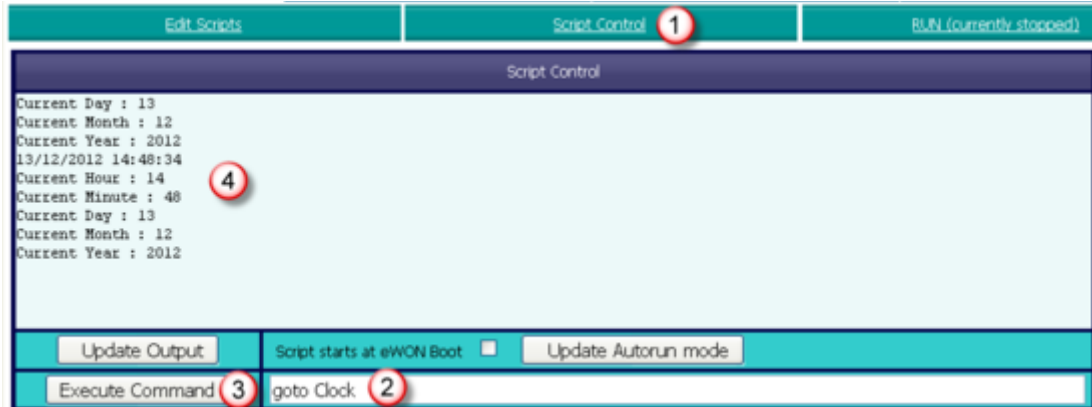 Edit Scripts Script Control 1 RUN (currently stopped)
Script Control
Current Day : 13
Current Month : 12
Current Year : 2012
13/12/2012 14:48:34
Current Hour : 14
Current Minute : 48
Current Day : 13
Current Month : 12
Current Year : 2012
4
Update Output Script starts at eWON Boot Update Autorun mode
Execute Command 3 goto Clock 2